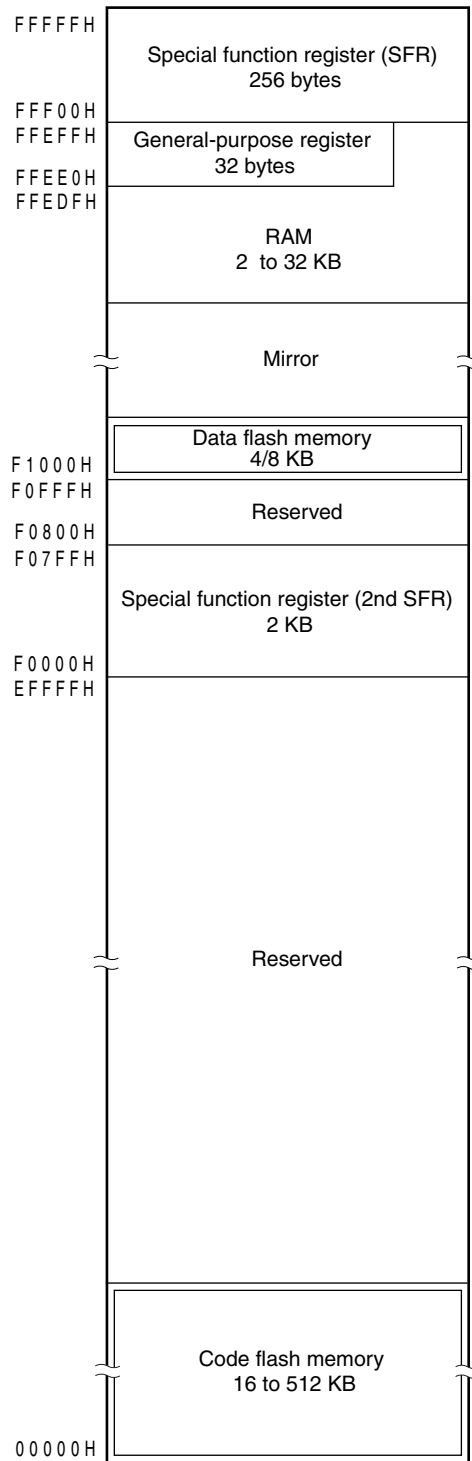 FFFFFH
Special function register (SFR)
256 bytes
FFF00H
FFEFFH
General-purpose register
32 bytes
FFEE0H
FFEDFH
RAM
2 to 32 KB
Mirror
Data flash memory
4/8 KB
F1000H
F0FFFH
Reserved
F0800H
F07FFH
Special function register (2nd SFR)
2 KB
F0000H
EFFFFH
Reserved
Code flash memory
16 to 512 KB
00000H